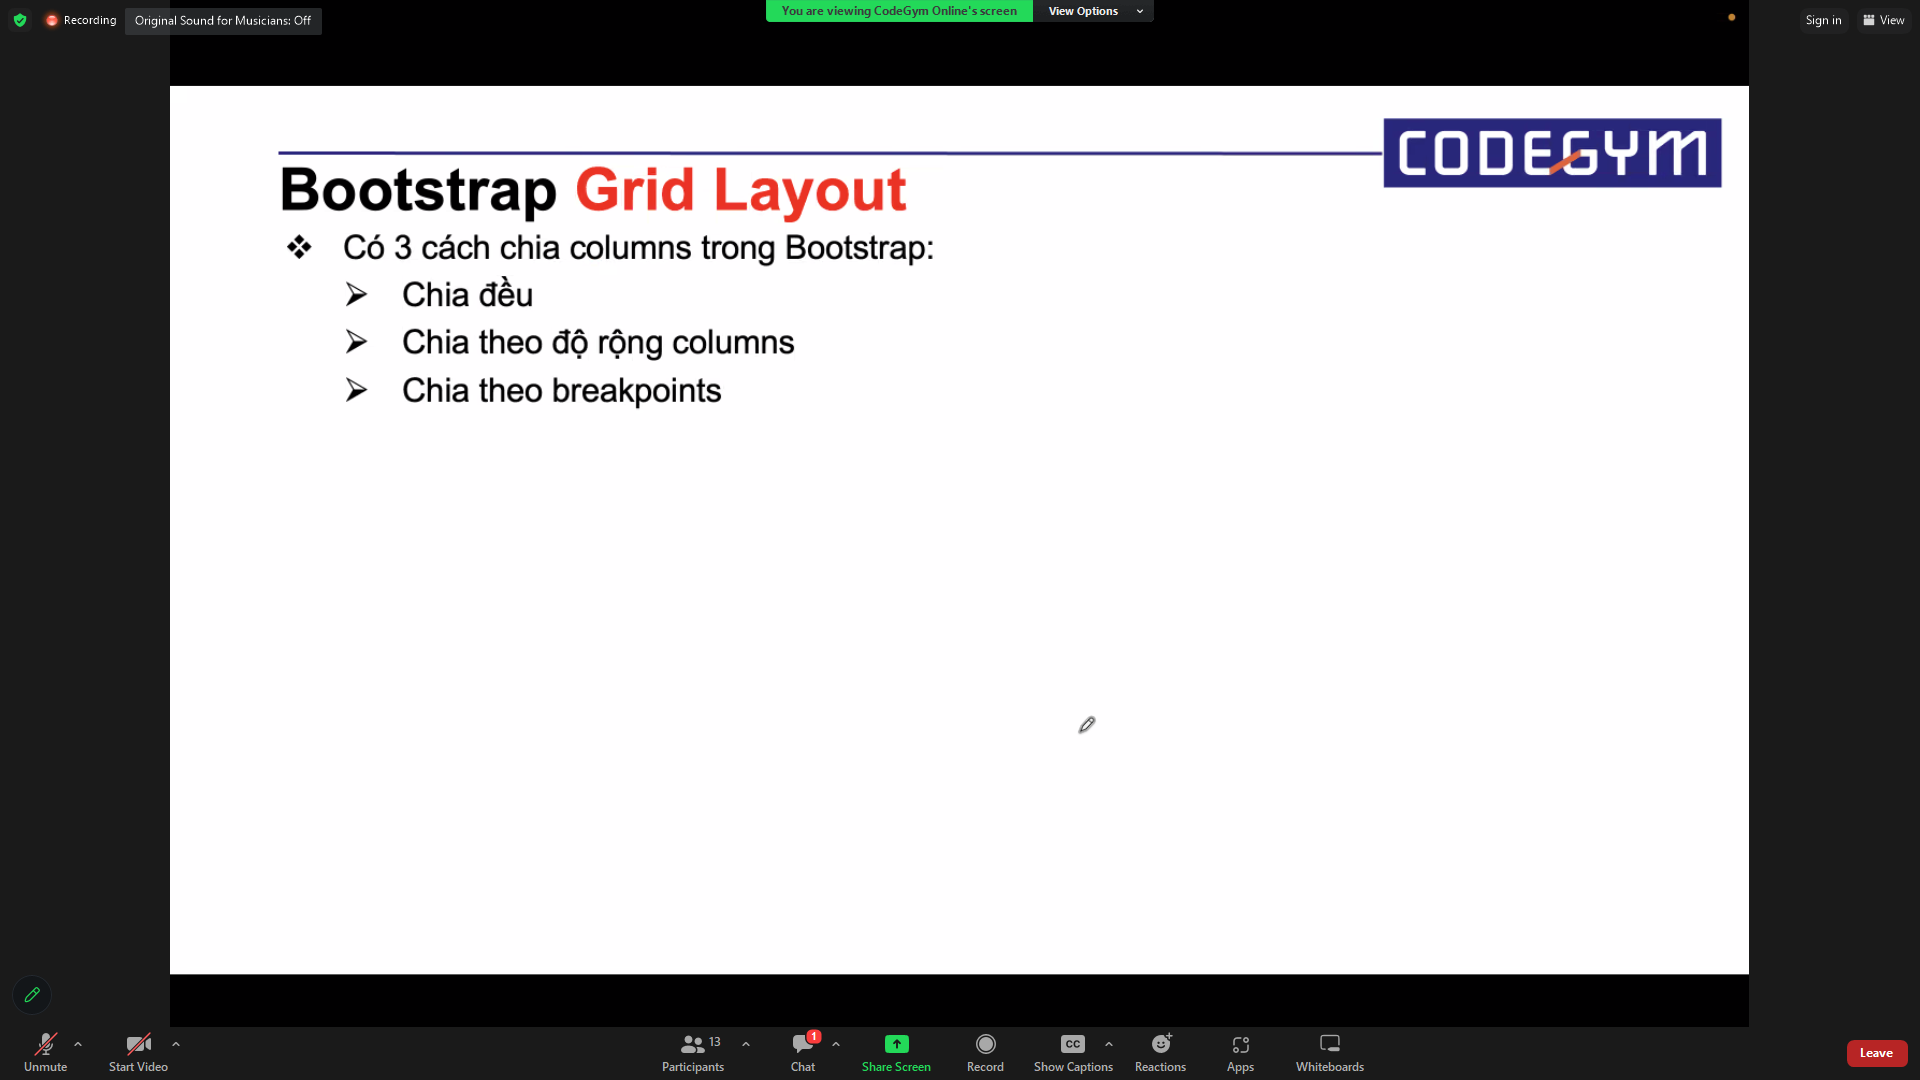 Recording
Original Sound for Musicians: Off
You are viewing CodeGym Online's screen
View Options
Sign in
View
CODEGYM
Bootstrap Grid Layout
Có 3 cách chia columns trong Bootstrap:
Chia đều
Chia theo độ rộng columns
Chia theo breakpoints
Unmute
Start Video
13
Participants
1
Chat
Share Screen
Record
CC
Show Captions
Reactions
Apps
Whiteboards
Leave